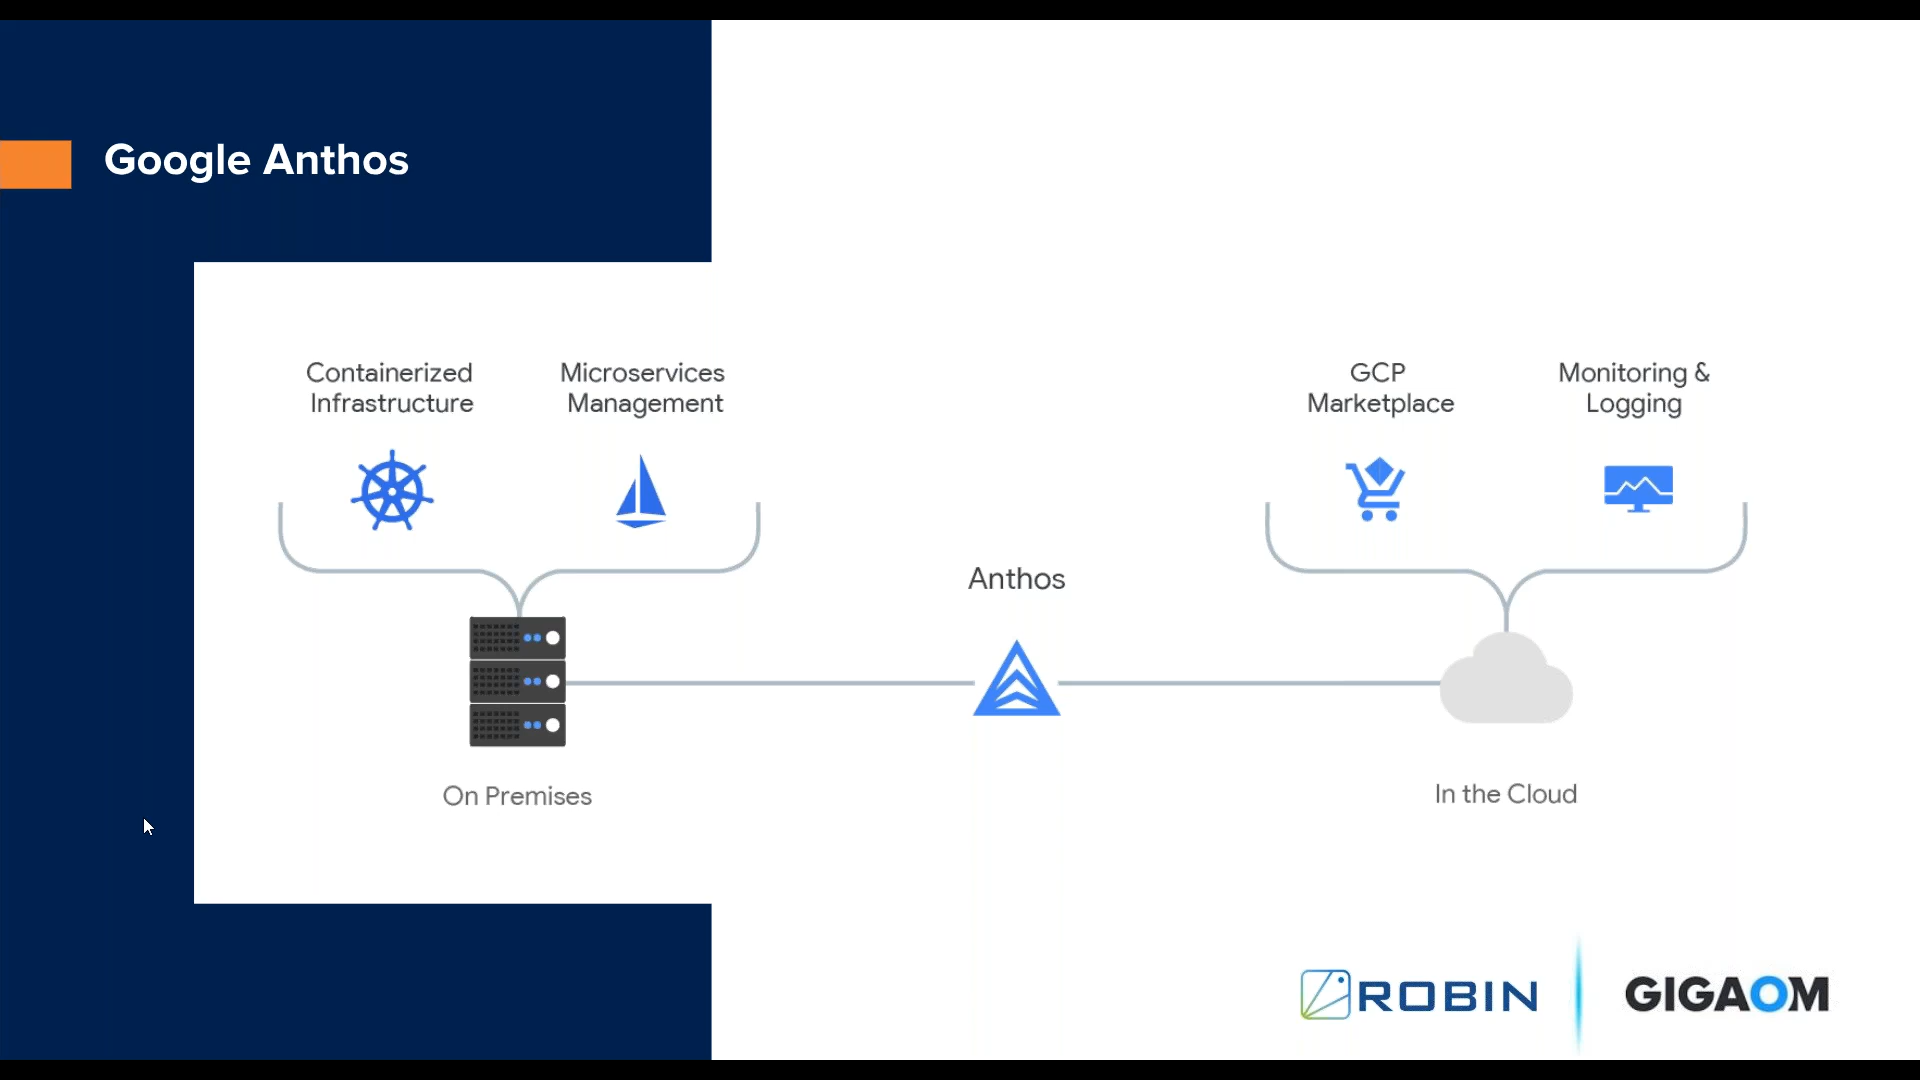 Google Anthos
Containerized
Infrastructure
Microservices
Management
GCP
Marketplace
Monitoring &
Logging
Anthos
On Premises
In the Cloud
ROBIN
GIGAOM